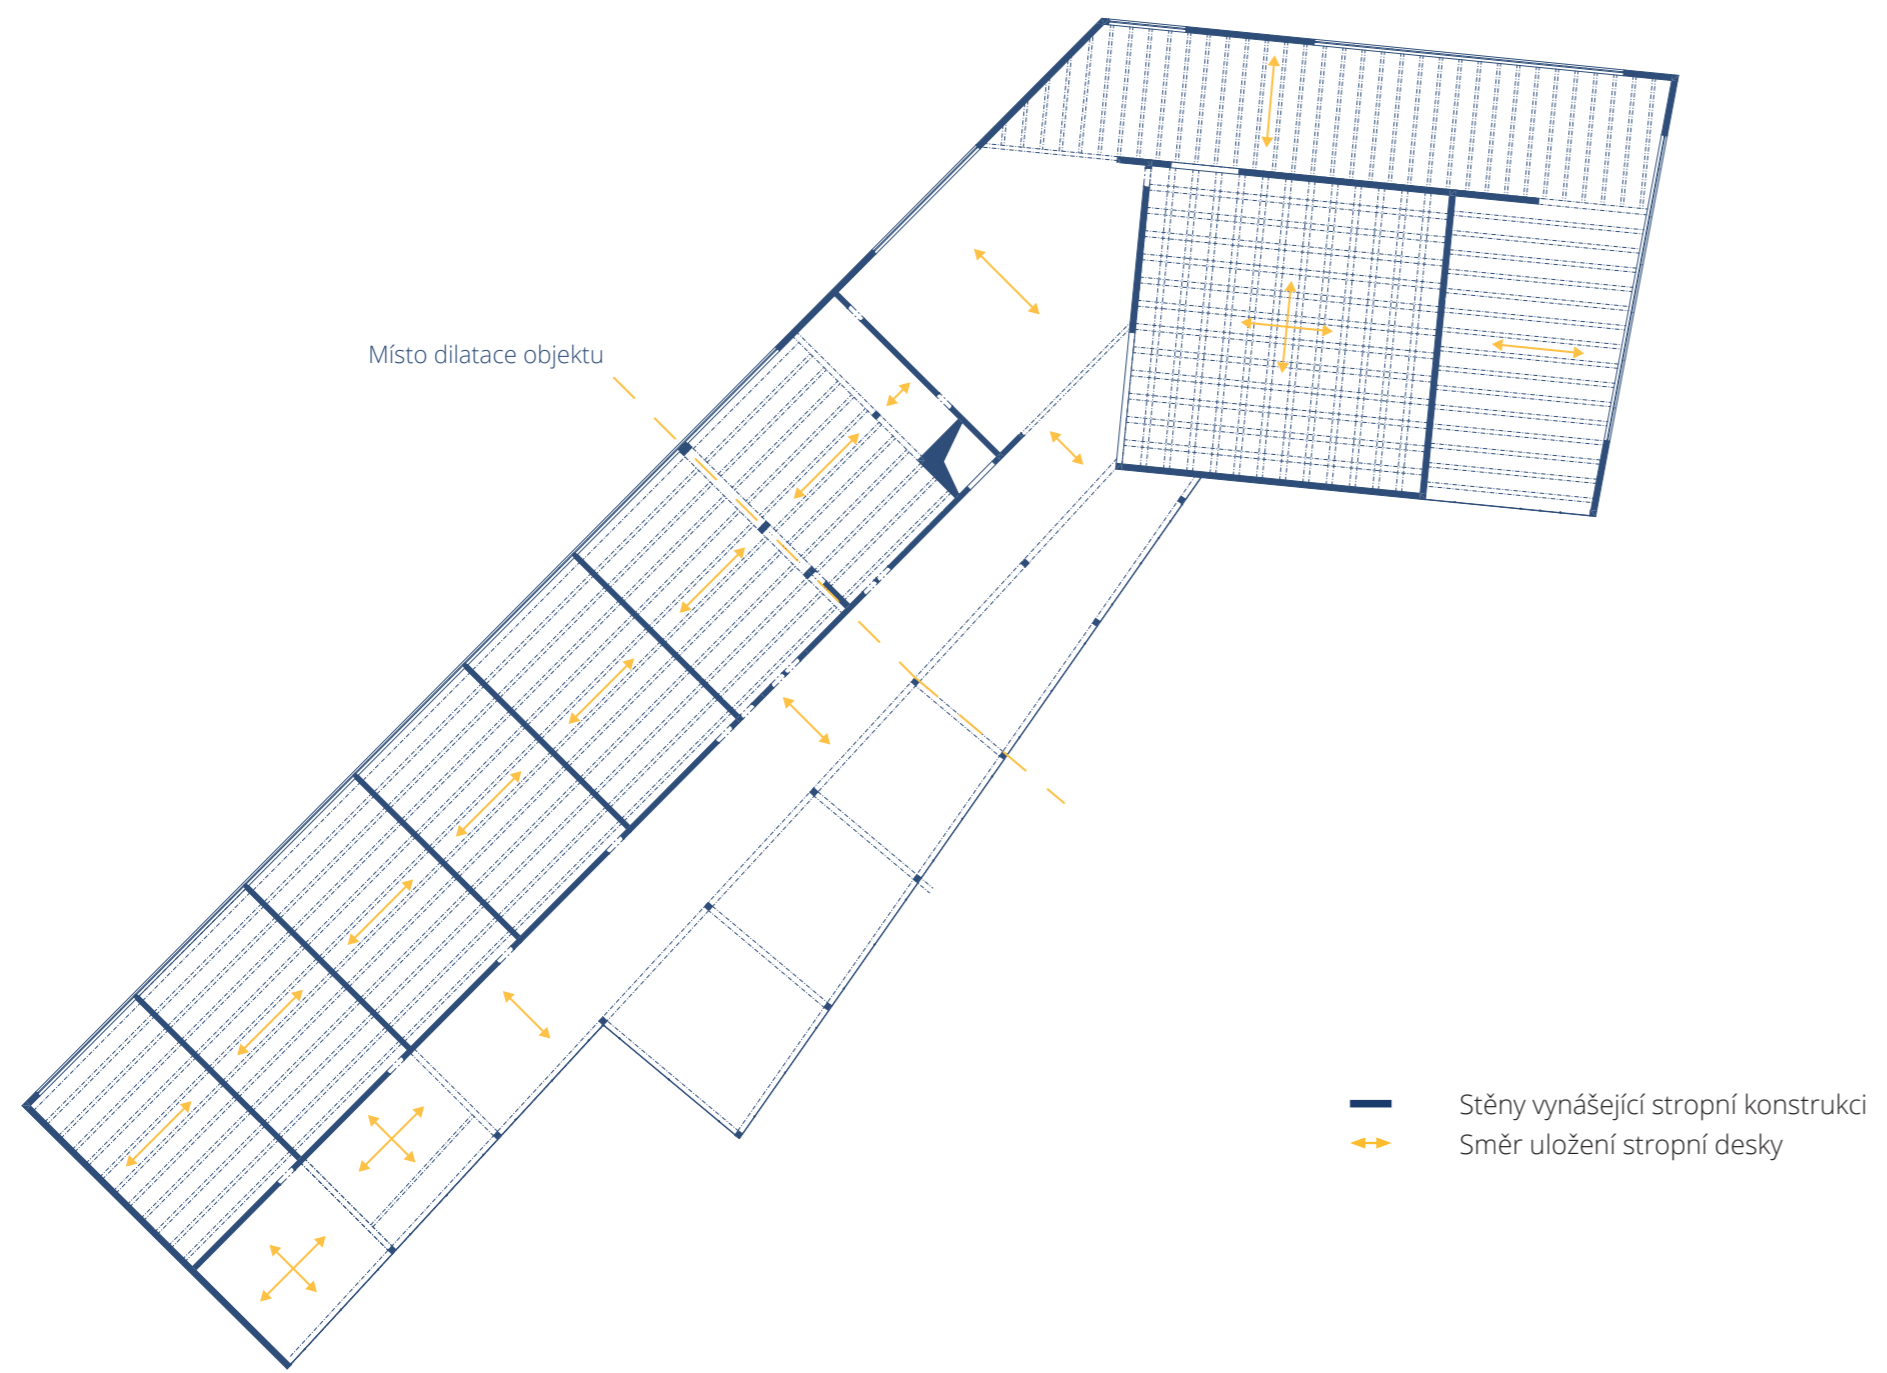 Místo dilatace objektu
Stěny vynášející stropní konstrukci
Směr uložení stropní desky